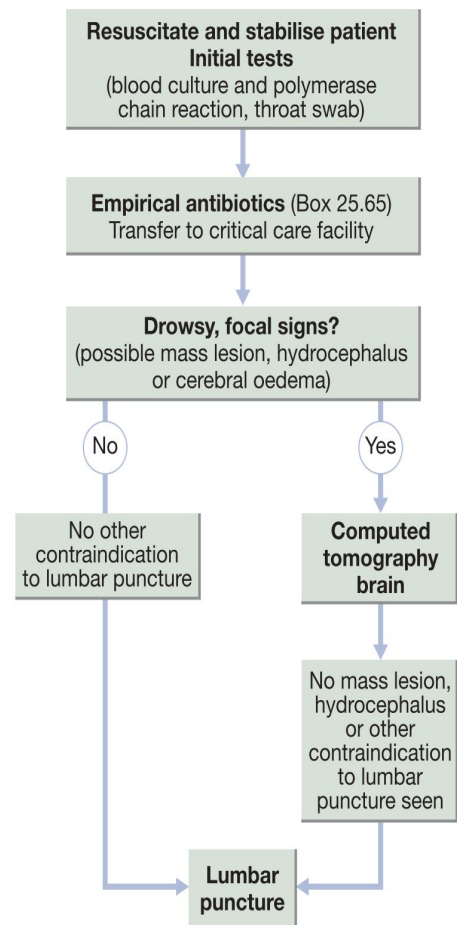 Resuscitate and stabilise patient
Initial tests
(blood culture and polymerase
chain reaction, throat swab)
Empirical antibiotics (Box 25.65)
Transfer to critical care facility
Drowsy, focal signs?
(possible mass lesion, hydrocephalus
or cerebral oedema)
No
Yes
No other
contraindication
to lumbar puncture
Computed
tomography
brain
No mass lesion,
hydrocephalus
or other
contraindication
to lumbar
puncture seen
Lumbar
puncture